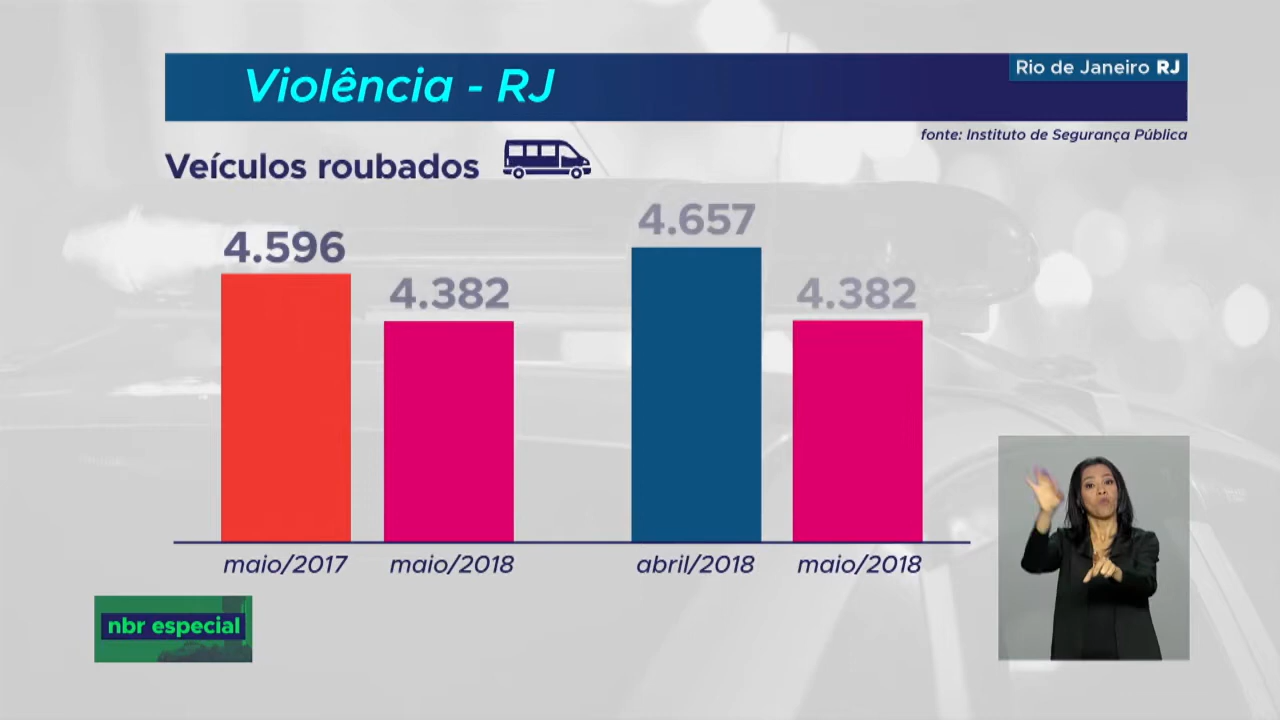 Violência - RJ
Rio de Janeiro RJ
fonte: Instituto de Segurança Pública
Veículos roubados
4.596
4.382
4.657
4.382
maio/2017
maio/2018
abril/2018
maio/2018
nbr especial